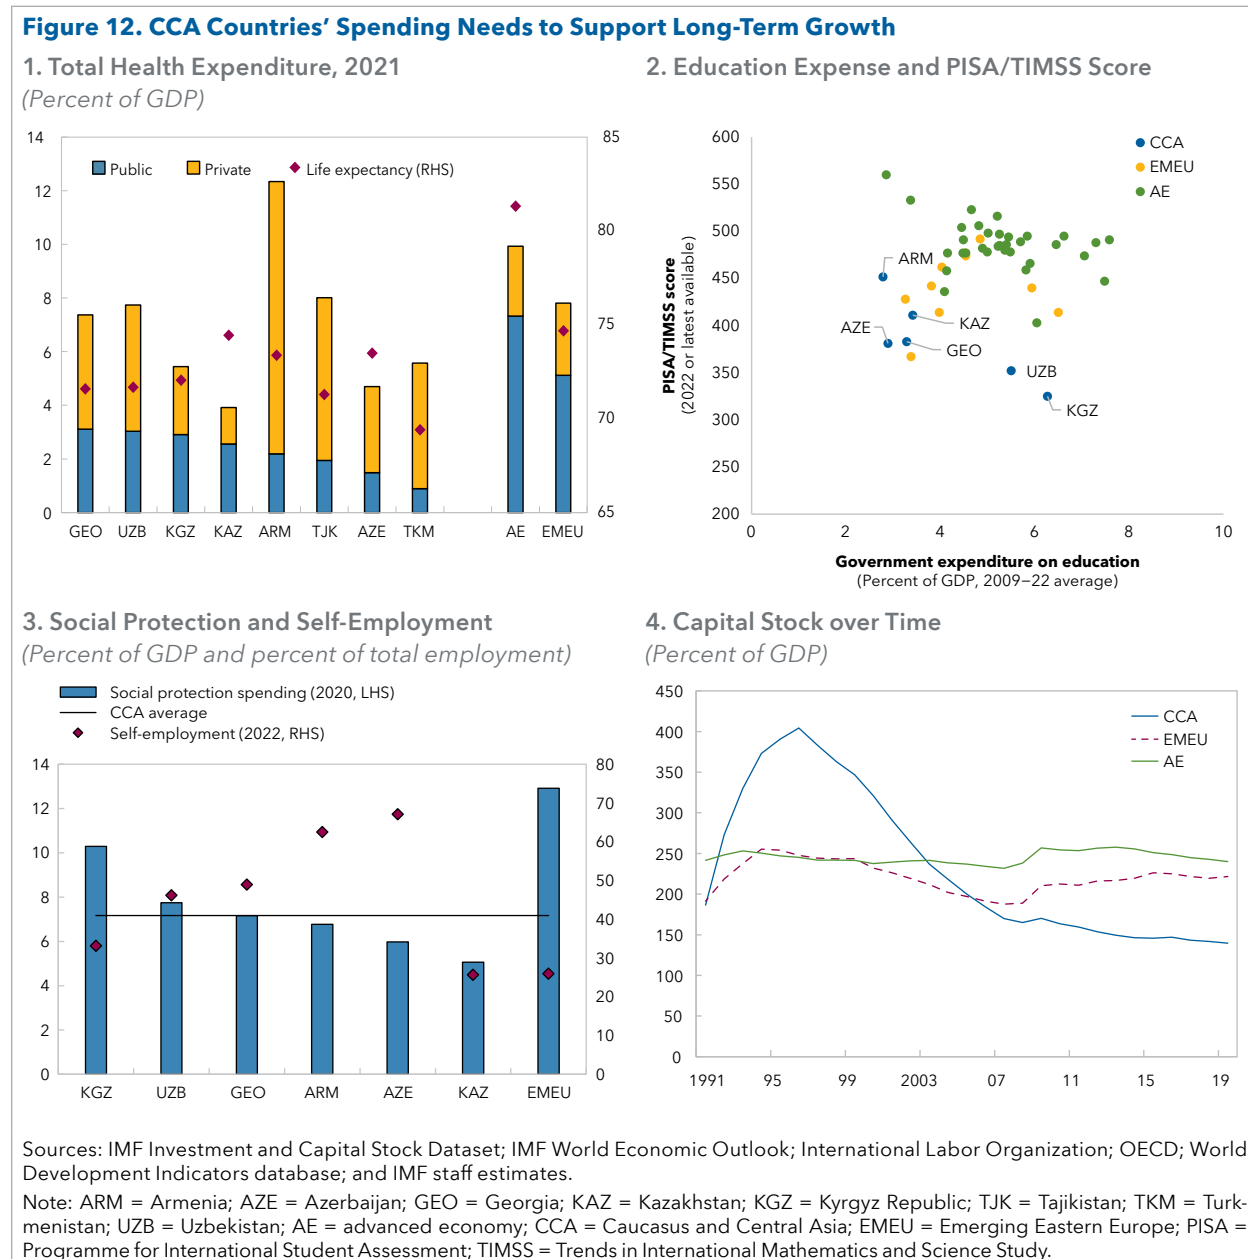 Figure 12. CCA Countries’ Spending Needs to Support Long-Term Growth
1. Total Health Expenditure, 2021
(Percent of GDP)
14
12
10
8
6
4
2
0
85
80
75
70
65
Public
Private
Life expectancy (RHS)
GEO UZB KGZ KAZ ARM TJK AZE TKM AE EMEU
2. Education Expense and PISA/TIMSS Score
PISA/TIMSS score
(2022 or latest available)
600
550
500
450
400
350
300
250
200
CCA
EMEU
AE
ARM
KAZ
AZE
GEO
UZB
KGZ
0 2 4 6 8 10
Government expenditure on education
(Percent of GDP, 2009–22 average)
3. Social Protection and Self-Employment
(Percent of GDP and percent of total employment)
Social protection spending (2020, LHS)
CCA average
Self-employment (2022, RHS)
14
12
10
8
6
4
2
0
80
70
60
50
40
30
20
10
0
KGZ UZB GEO ARM AZE KAZ EMEU
4. Capital Stock over Time
(Percent of GDP)
450
400
350
300
250
200
150
100
50
0
CCA
EMEU
AE
1991 95 99 2003 07 11 15 19
Sources: IMF Investment and Capital Stock Dataset; IMF World Economic Outlook; International Labor Organization; OECD; World
Development Indicators database; and IMF staff estimates.
Note: ARM = Armenia; AZE = Azerbaijan; GEO = Georgia; KAZ = Kazakhstan; KGZ = Kyrgyz Republic; TJK = Tajikistan; TKM = Turk-
menistan; UZB = Uzbekistan; AE = advanced economy; CCA = Caucasus and Central Asia; EMEU = Emerging Eastern Europe; PISA =
Programme for International Student Assessment; TIMSS = Trends in International Mathematics and Science Study.